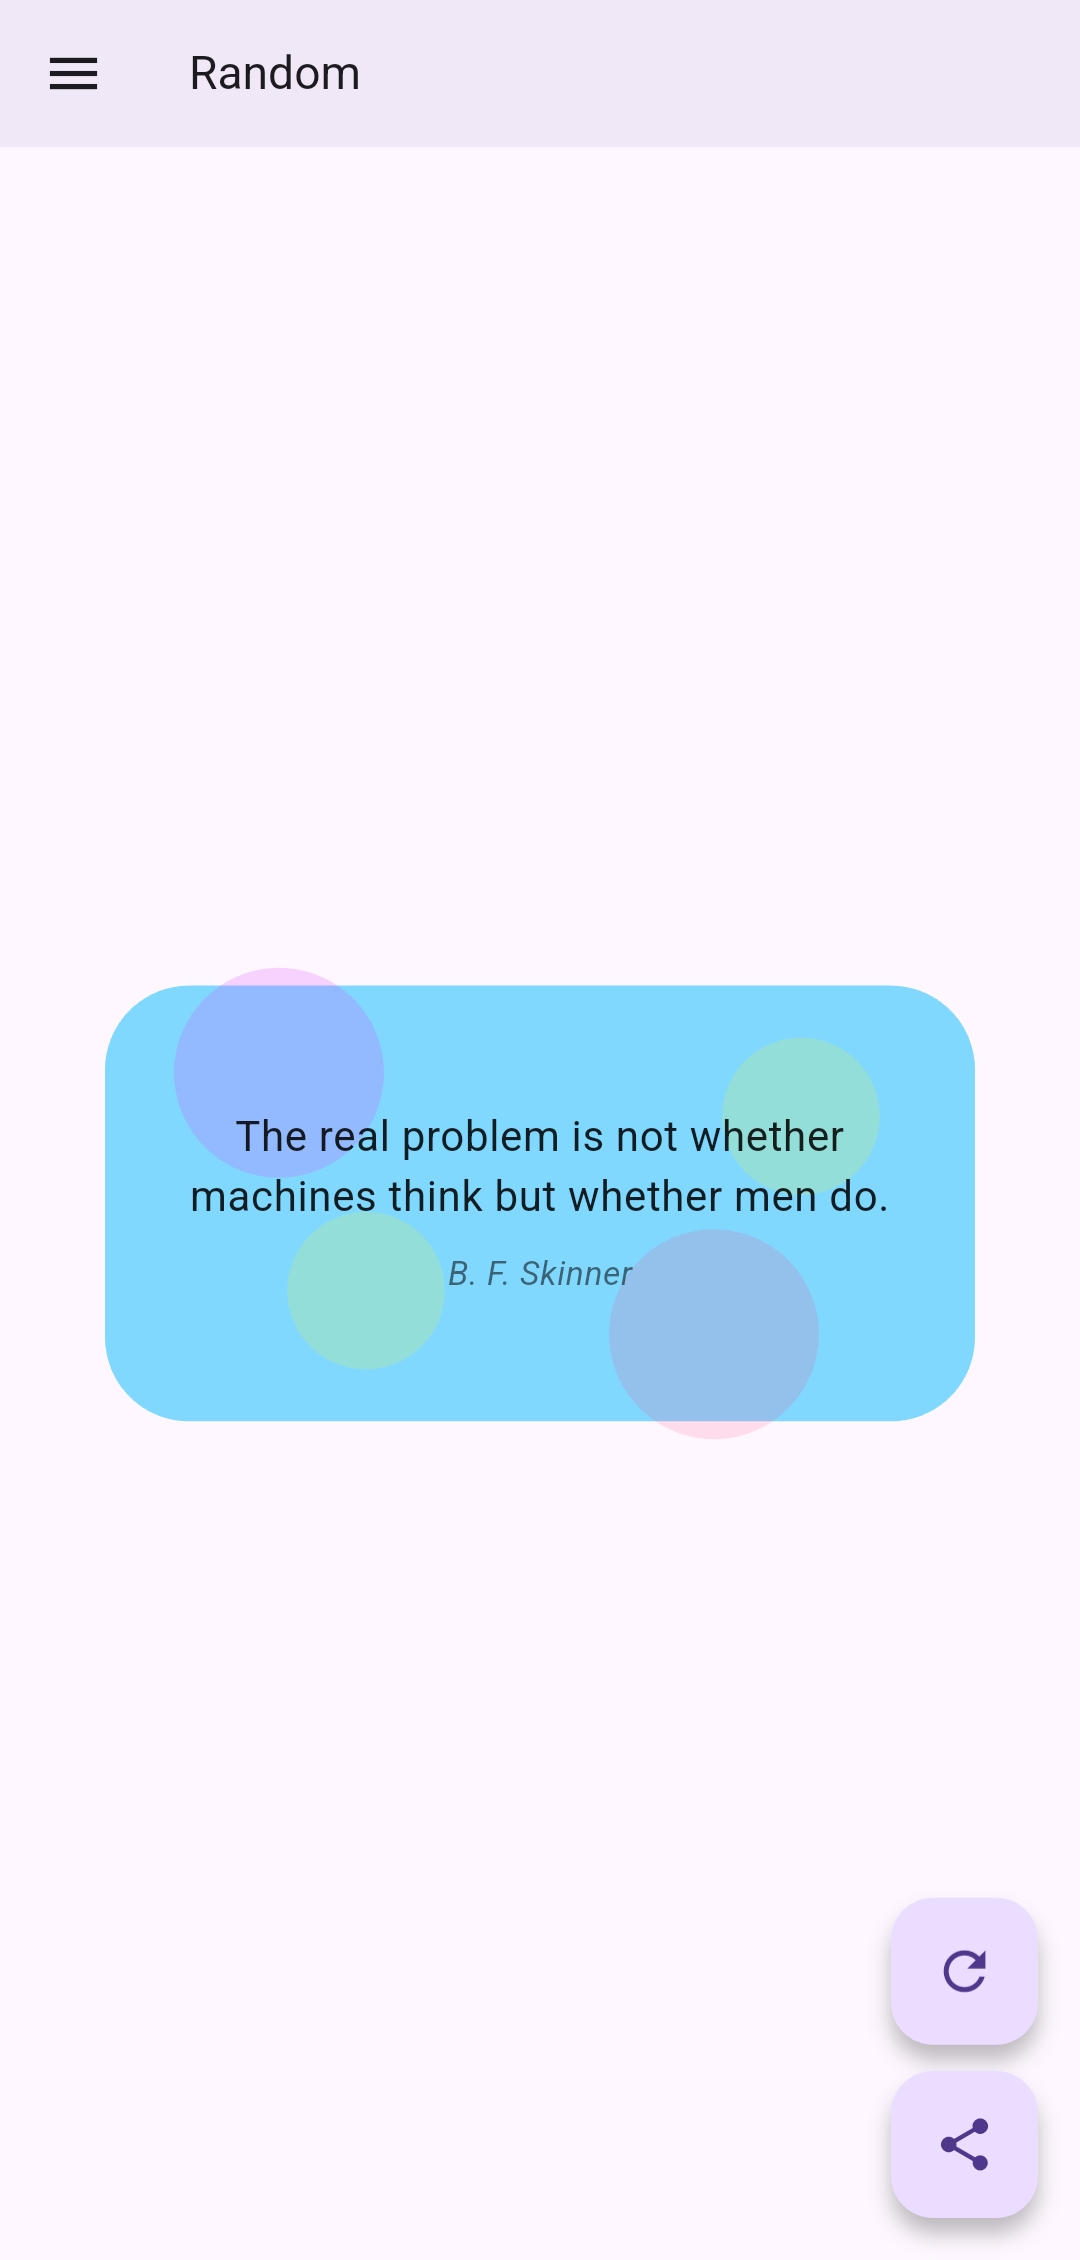 Random
The real problem is not whether
machines think but whether men do.
B. F. Skinner